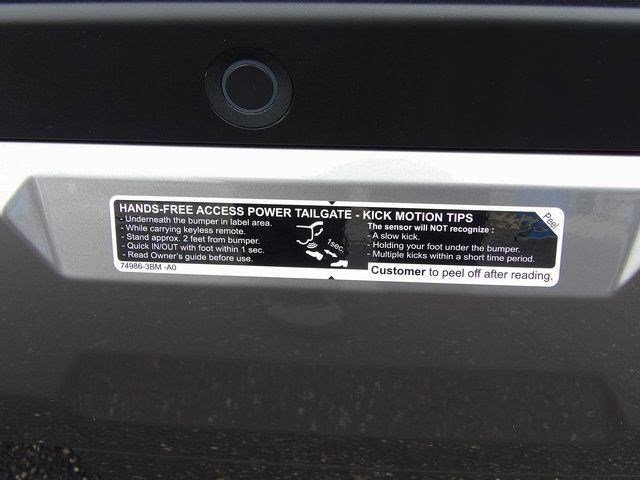 HANDS-FREE ACCESS POWER TAILGATE - KICK MOTION TIPS
- Underneath the bumper in label area.
- While carrying keyless remote.
- Stand approx. 2 feet from bumper.
- Quick IN/OUT with foot within 1 sec.
- Read Owner's guide before use.
74986-3BM -A0
1sec.
The sensor will NOT recognize :
- A slow kick.
- Holding your foot under the bumper.
- Multiple kicks within a short time period.
Customer to peel off after reading.
Peel